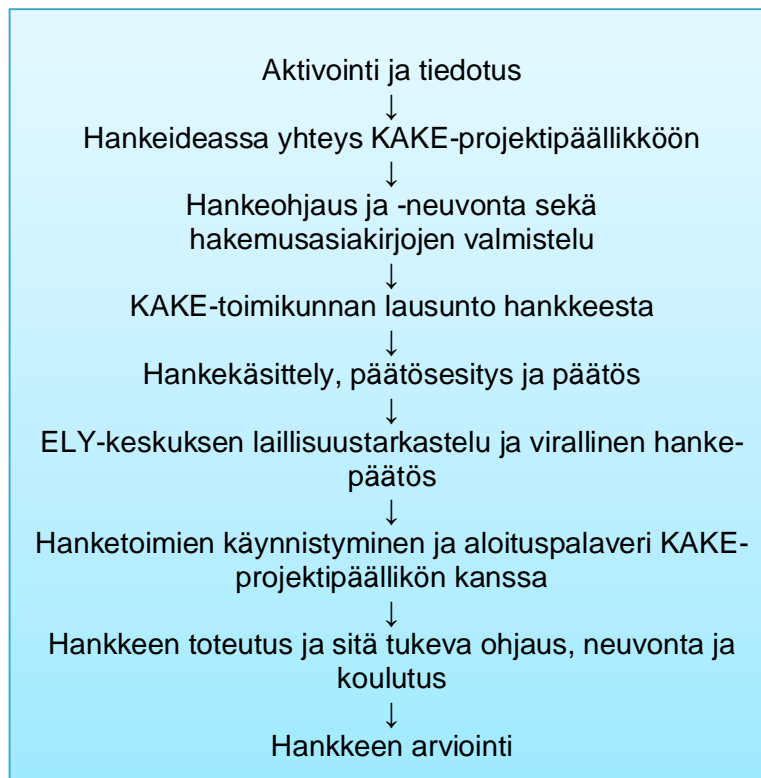 Aktivointi ja tiedotus
↓
Hankeideassa yhteys KAKE-projektipäällikköön
↓
Hankeohjaus ja -neuvonta sekä
hakemusasiakirjojen valmistelu
↓
KAKE-toimikunnan lausunto hankkeesta
↓
Hankekäsittely, päätösesitys ja päätös
↓
ELY-keskuksen laillisuustarkastelu ja virallinen hanke-
päätös
↓
Hanketoimien käynnistyminen ja aloituspalaveri KAKE-
projektipäällikön kanssa
↓
Hankkeen toteutus ja sitä tukeva ohjaus, neuvonta ja
koulutus
↓
Hankkeen arviointi